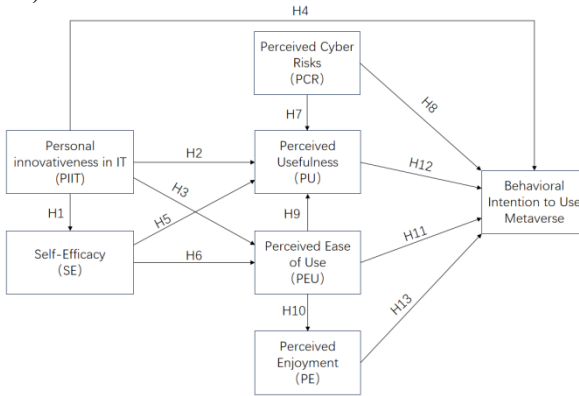 H4
Perceived Cyber
Risks
(PCR)
H8
H7
Personal
innovativeness in IT
(PIIT)
H2
Perceived
Usefulness
(PU)
H12
Behavioral
Intention to Use
Metaverse
H3
H1
H5
H9
Self-Efficacy
(SE)
H6
Perceived Ease
of Use
(PEU)
H11
H10
H13
Perceived
Enjoyment
(PE)